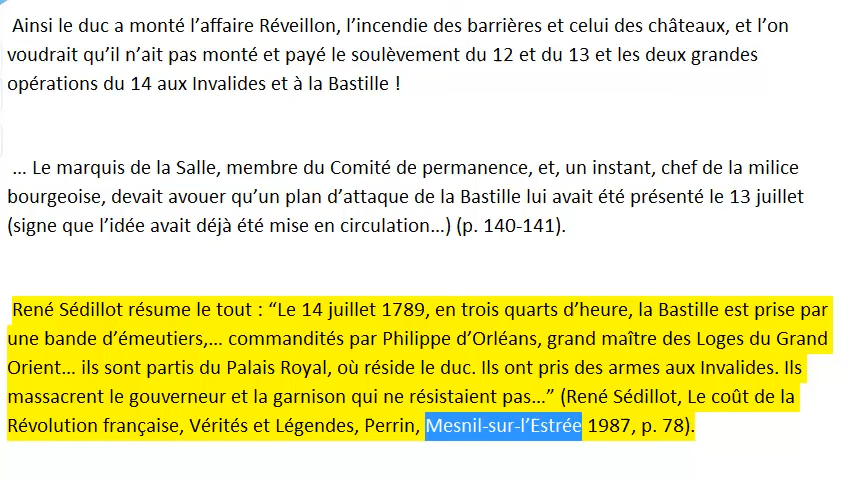 Ainsi le duc a monté l’affaire Réveillon, l’incendie des barrières et celui des châteaux, et l’on
voudrait qu’il n’ait pas monté et payé le soulèvement du 12 et du 13 et les deux grandes
opérations du 14 aux Invalides et à la Bastille !
... Le marquis de la Salle, membre du Comité de permanence, et, un instant, chef de la milice
bourgeoise, devait avouer qu’un plan d’attaque de la Bastille lui avait été présenté le 13 juillet
(signe que l’idée avait déjà été mise en circulation...) (p. 140-141).
René Sédillot résume le tout : “Le 14 juillet 1789, en trois quarts d’heure, la Bastille est prise par
une bande d’émeutiers,... commandités par Philippe d’Orléans, grand maître des Loges du Grand
Orient... ils sont partis du Palais Royal, où réside le duc. Ils ont pris des armes aux Invalides. Ils
massacrent le gouverneur et la garnison qui ne résistaient pas...” (René Sédillot, Le coût de la
Révolution française, Vérités et Légendes, Perrin, Mesnil-sur-l’Estrée 1987, p. 78).